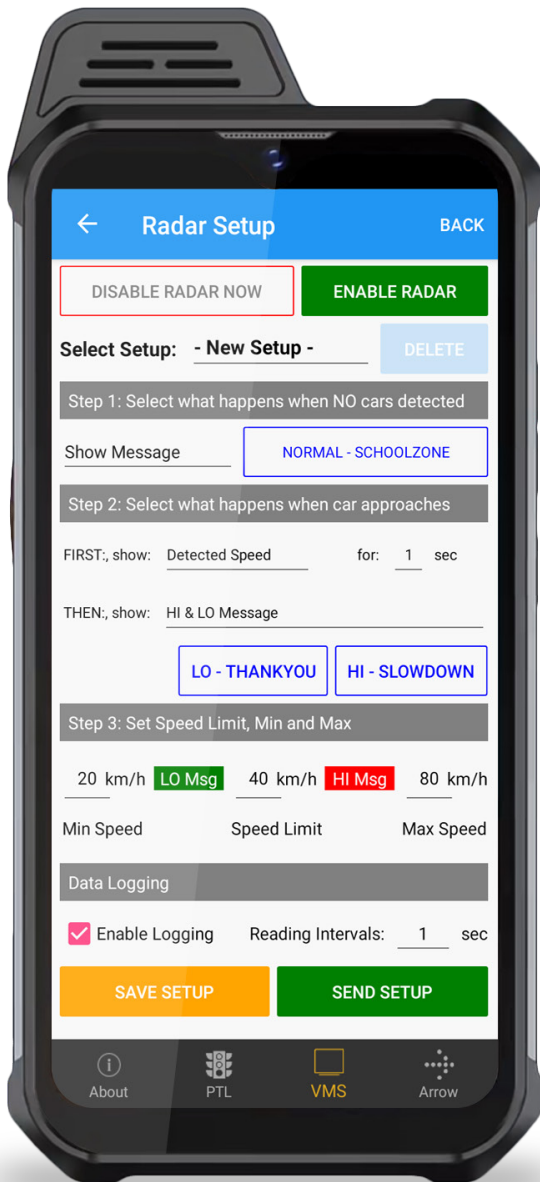 Radar Setup BACK
DISABLE RADAR NOW ENABLE RADAR
Select Setup: - New Setup - DELETE
Step 1: Select what happens when NO cars detected
Show Message NORMAL - SCHOOLZONE
Step 2: Select what happens when car approaches
FIRST:, show: Detected Speed for: 1 sec
THEN:, show: HI & LO Message
LO - THANKYOU HI - SLOWDOWN
Step 3: Set Speed Limit, Min and Max
20 km/h LO Msg 40 km/h HI Msg 80 km/h
Min Speed Speed Limit Max Speed
Data Logging
Enable Logging Reading Intervals: 1 sec
SAVE SETUP SEND SETUP
About PTL VMS Arrow